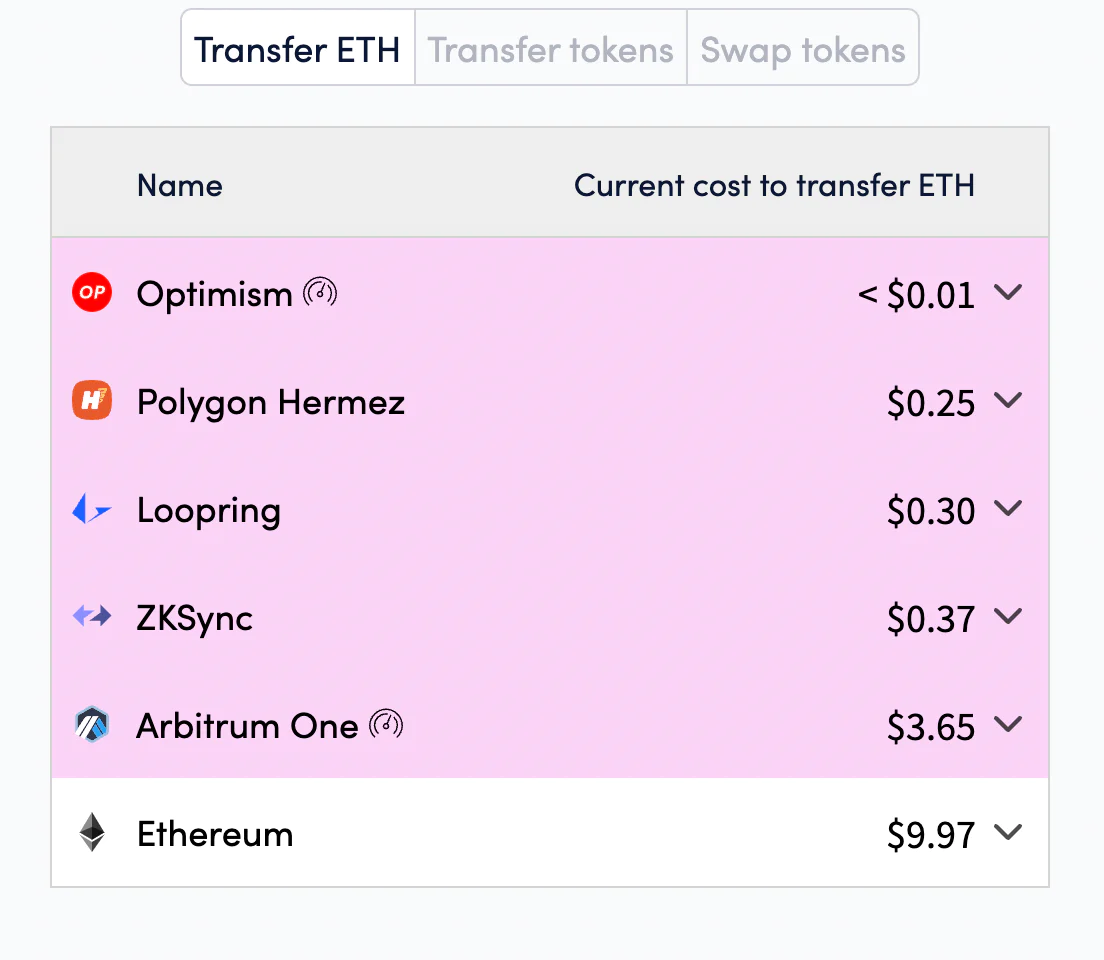 Transfer ETH Transfer tokens Swap tokens
Name Current cost to transfer ETH
OP Optimism < $0.01
H Polygon Hermez $0.25
Loopring $0.30
ZKSync $0.37
Arbitrum One $3.65
Ethereum $9.97